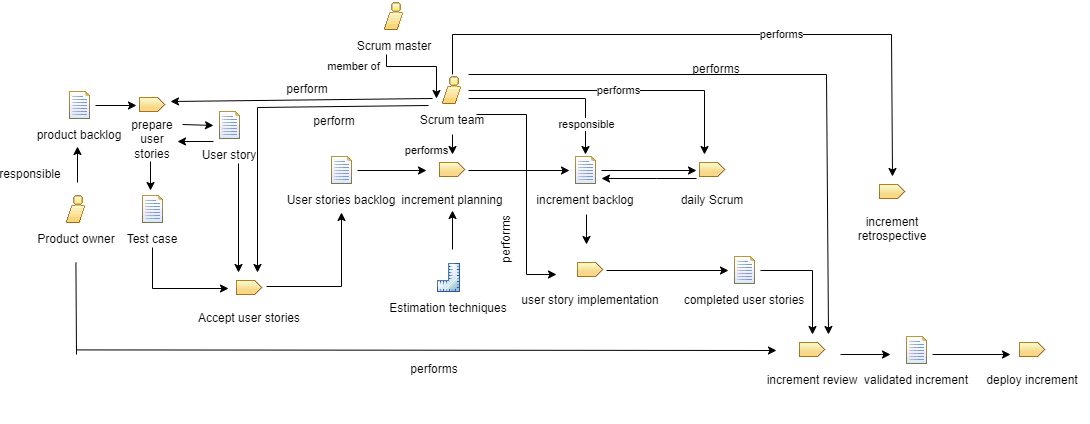 performs
Scrum master
member of
performs
perform
performs
product backlog
prepare
user
stories
perform
Scrum team
responsible
User story
performs
responsible
User stories backlog
increment planning
increment backlog
daily Scrum
increment
retrospective
Product owner
Test case
performs
Estimation techniques
user story implementation
completed user stories
Accept user stories
performs
increment review
validated increment
deploy increment